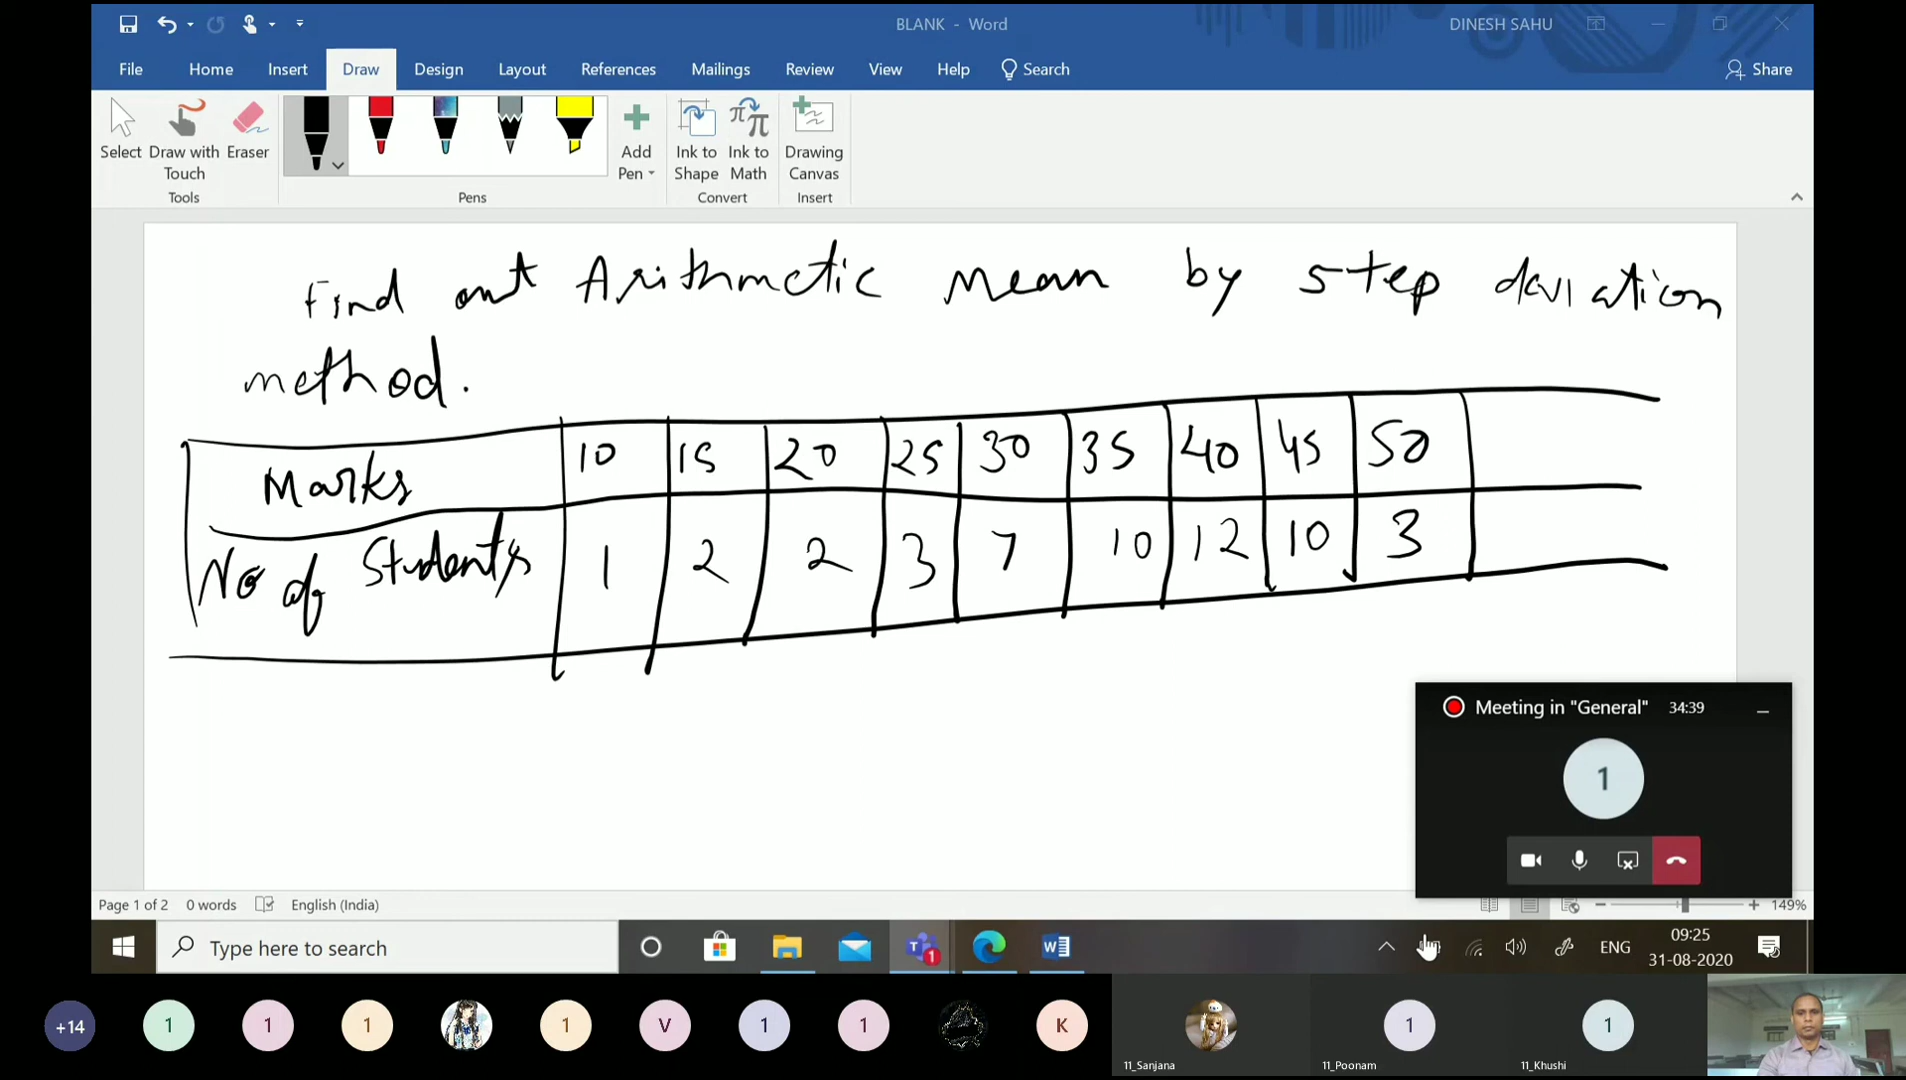 BLANK - Word
DINESH SAHU
File Home Insert Draw Design Layout References Mailings Review View Help Search Share
Select Draw with Touch Eraser Add Pen Ink to Shape Ink to Math Drawing Canvas
Tools Pens Convert Insert
Find out Arithmetic Mean by step deviation
method.
Marks 10 15 20 25 30 35 40 45 50
No of Students 1 2 2 3 7 10 12 10 3
Meeting in "General" 34:39
1
Page 1 of 2 0 words English (India) 149%
Type here to search
T 1
W
ENG
09:25
31-08-2020
+14 1 1 1 1 V 1 1 K 1 1
11_Sanjana 11_Poonam 11_Khushi